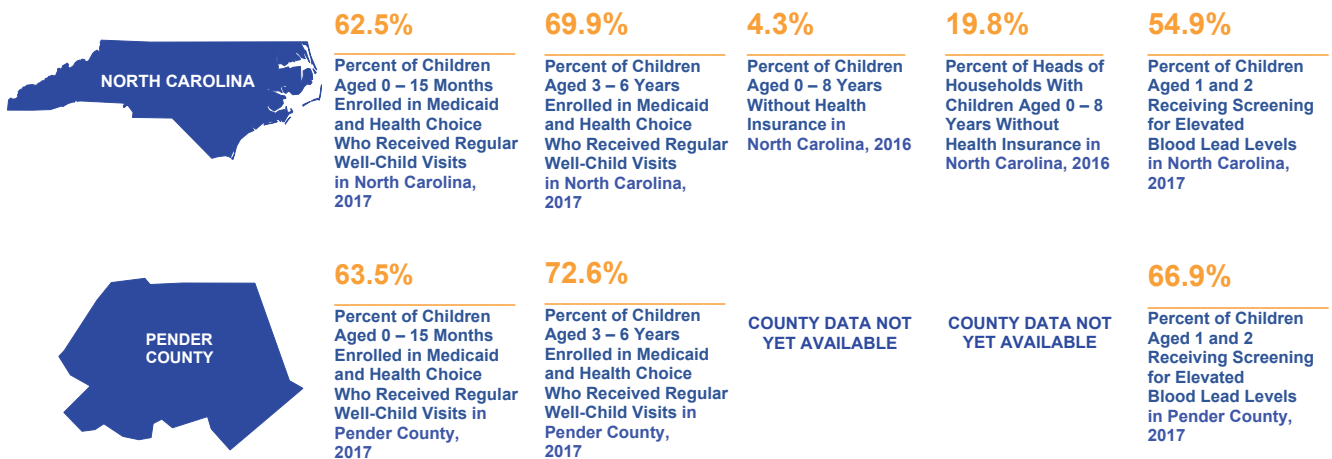 NORTH CAROLINA
62.5%
Percent of Children
Aged 0 – 15 Months
Enrolled in Medicaid
and Health Choice
Who Received Regular
Well-Child Visits
in North Carolina,
2017
69.9%
Percent of Children
Aged 3 – 6 Years
Enrolled in Medicaid
and Health Choice
Who Received Regular
Well-Child Visits
in North Carolina,
2017
4.3%
Percent of Children
Aged 0 – 8 Years
Without Health
Insurance in
North Carolina, 2016
19.8%
Percent of Heads of
Households With
Children Aged 0 – 8
Years Without
Health Insurance in
North Carolina, 2016
54.9%
Percent of Children
Aged 1 and 2
Receiving Screening
for Elevated
Blood Lead Levels
in North Carolina,
2017
PENDER
COUNTY
63.5%
Percent of Children
Aged 0 – 15 Months
Enrolled in Medicaid
and Health Choice
Who Received Regular
Well-Child Visits in
Pender County,
2017
72.6%
Percent of Children
Aged 3 – 6 Years
Enrolled in Medicaid
and Health Choice
Who Received Regular
Well-Child Visits in
Pender County,
2017
COUNTY DATA NOT
YET AVAILABLE
COUNTY DATA NOT
YET AVAILABLE
66.9%
Percent of Children
Aged 1 and 2
Receiving Screening
for Elevated
Blood Lead Levels
in Pender County,
2017